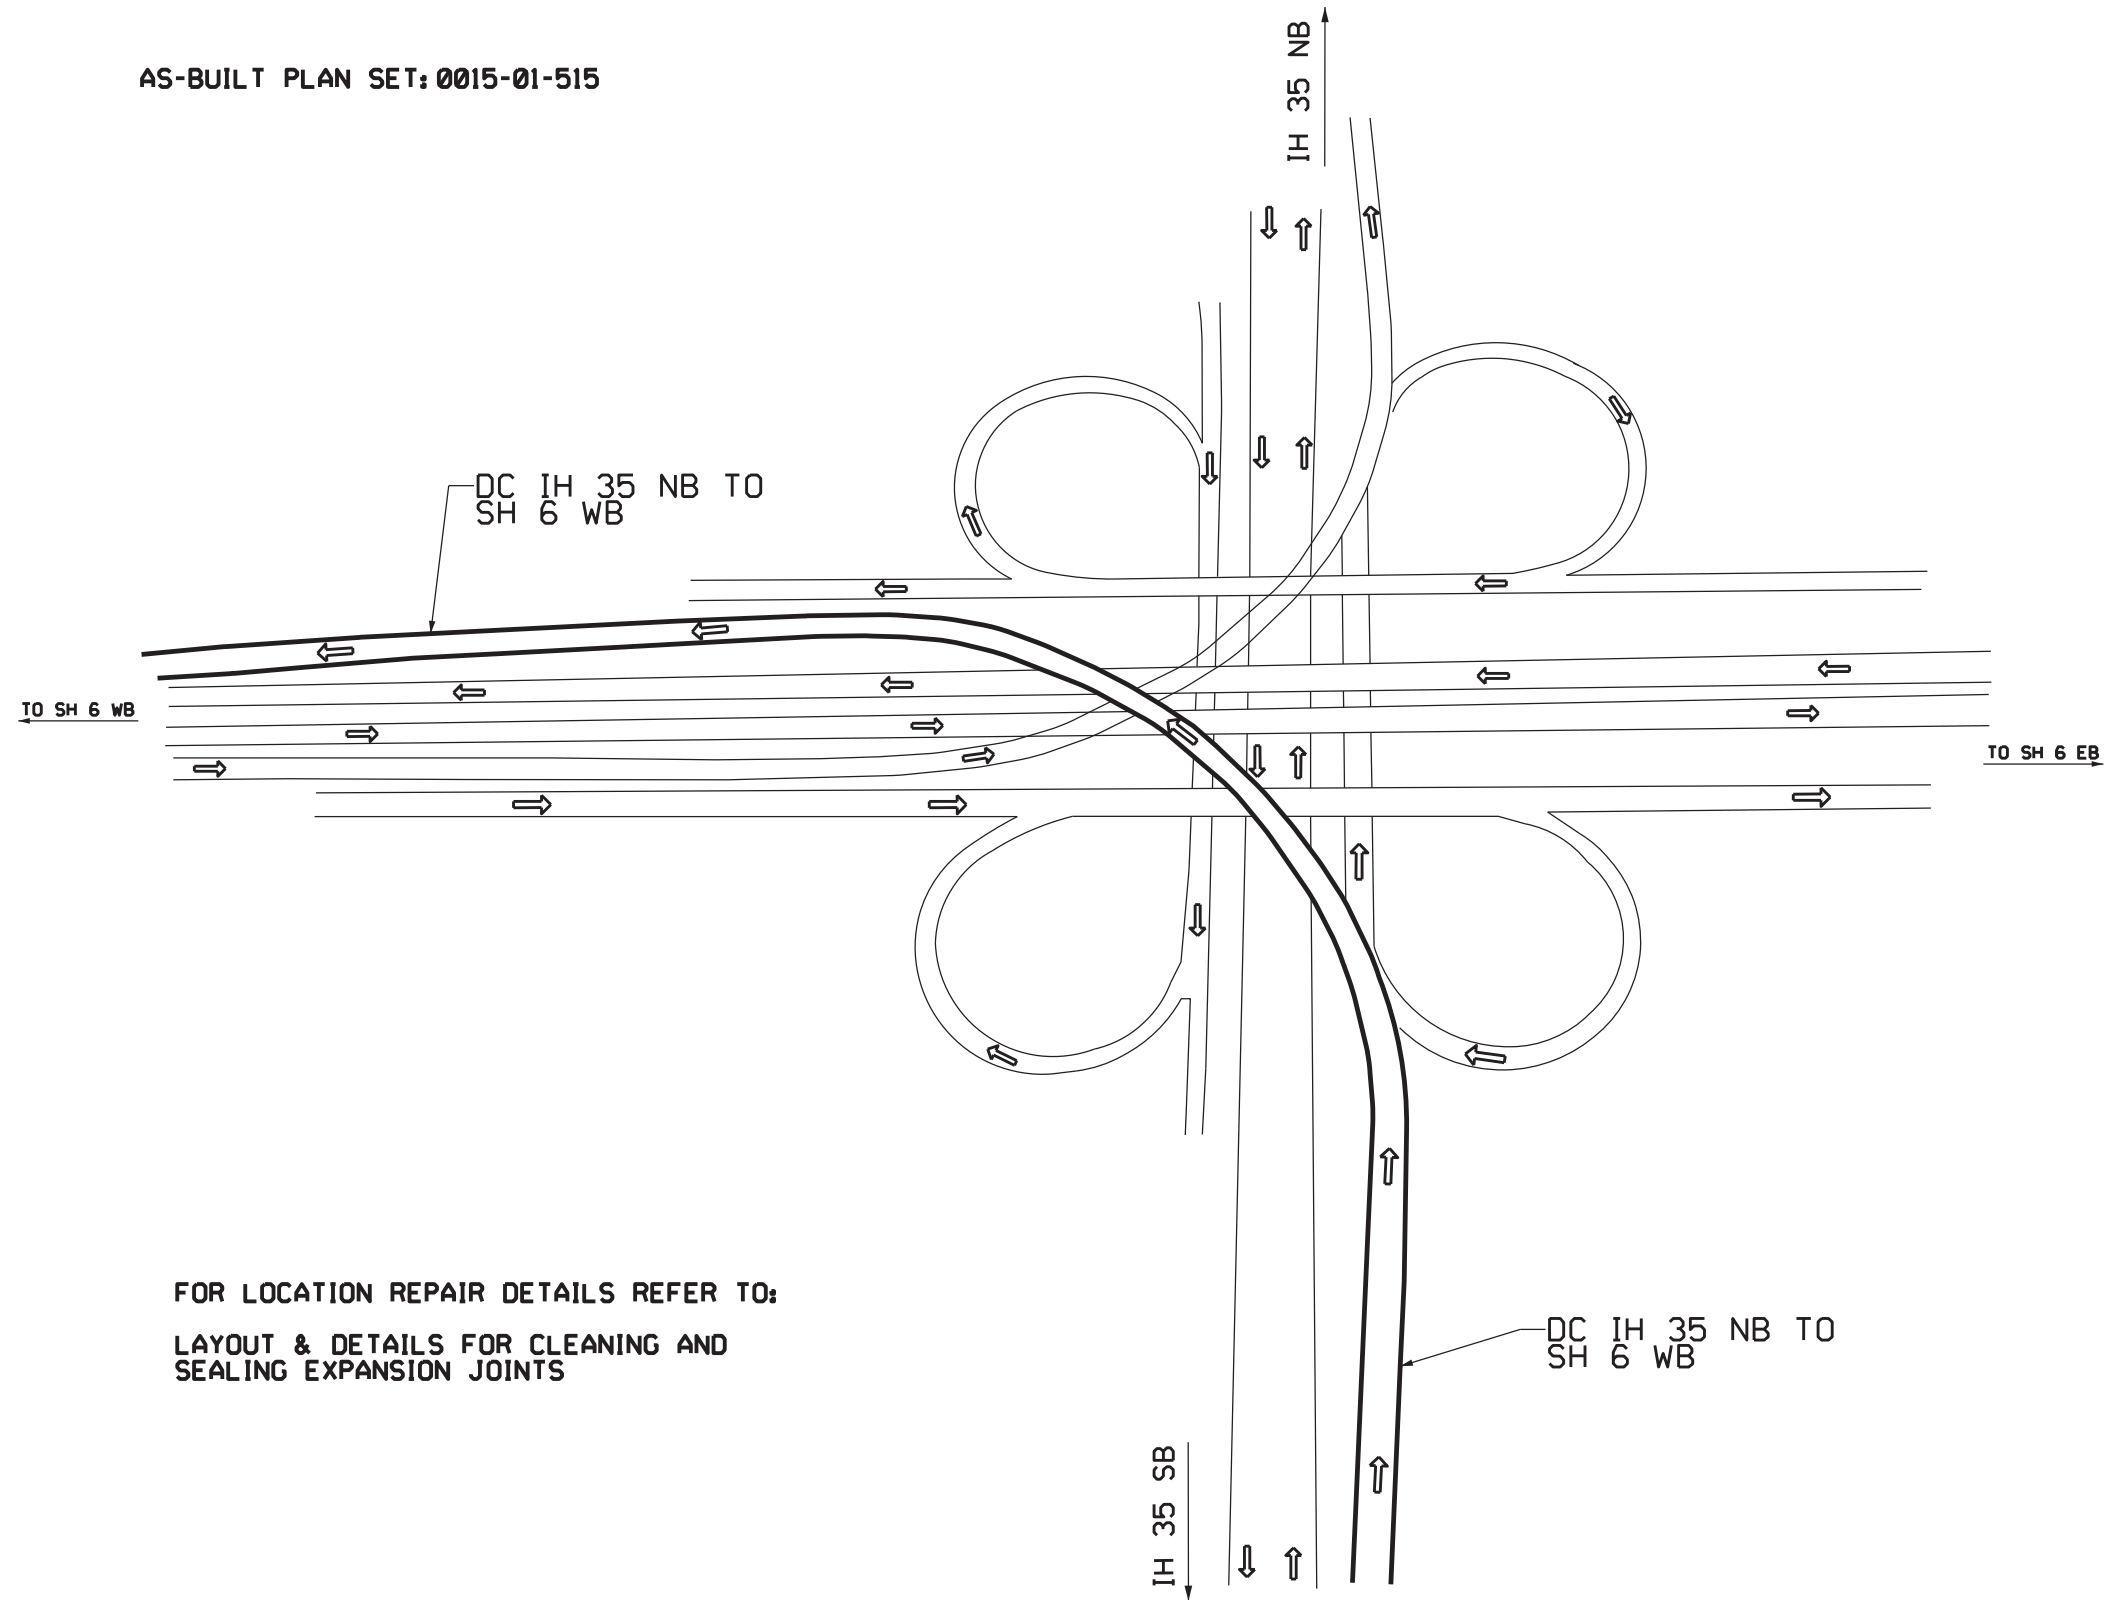 IH 35 NB
AS-BUILT PLAN SET: 0015-01-515
DC IH 35 NB TO
SH 6 WB
TO SH 6 WB
TO SH 6 EB
FOR LOCATION REPAIR DETAILS REFER TO:
LAYOUT & DETAILS FOR CLEANING AND
SEALING EXPANSION JOINTS
DC IH 35 NB TO
SH 6 WB
IH 35 SB